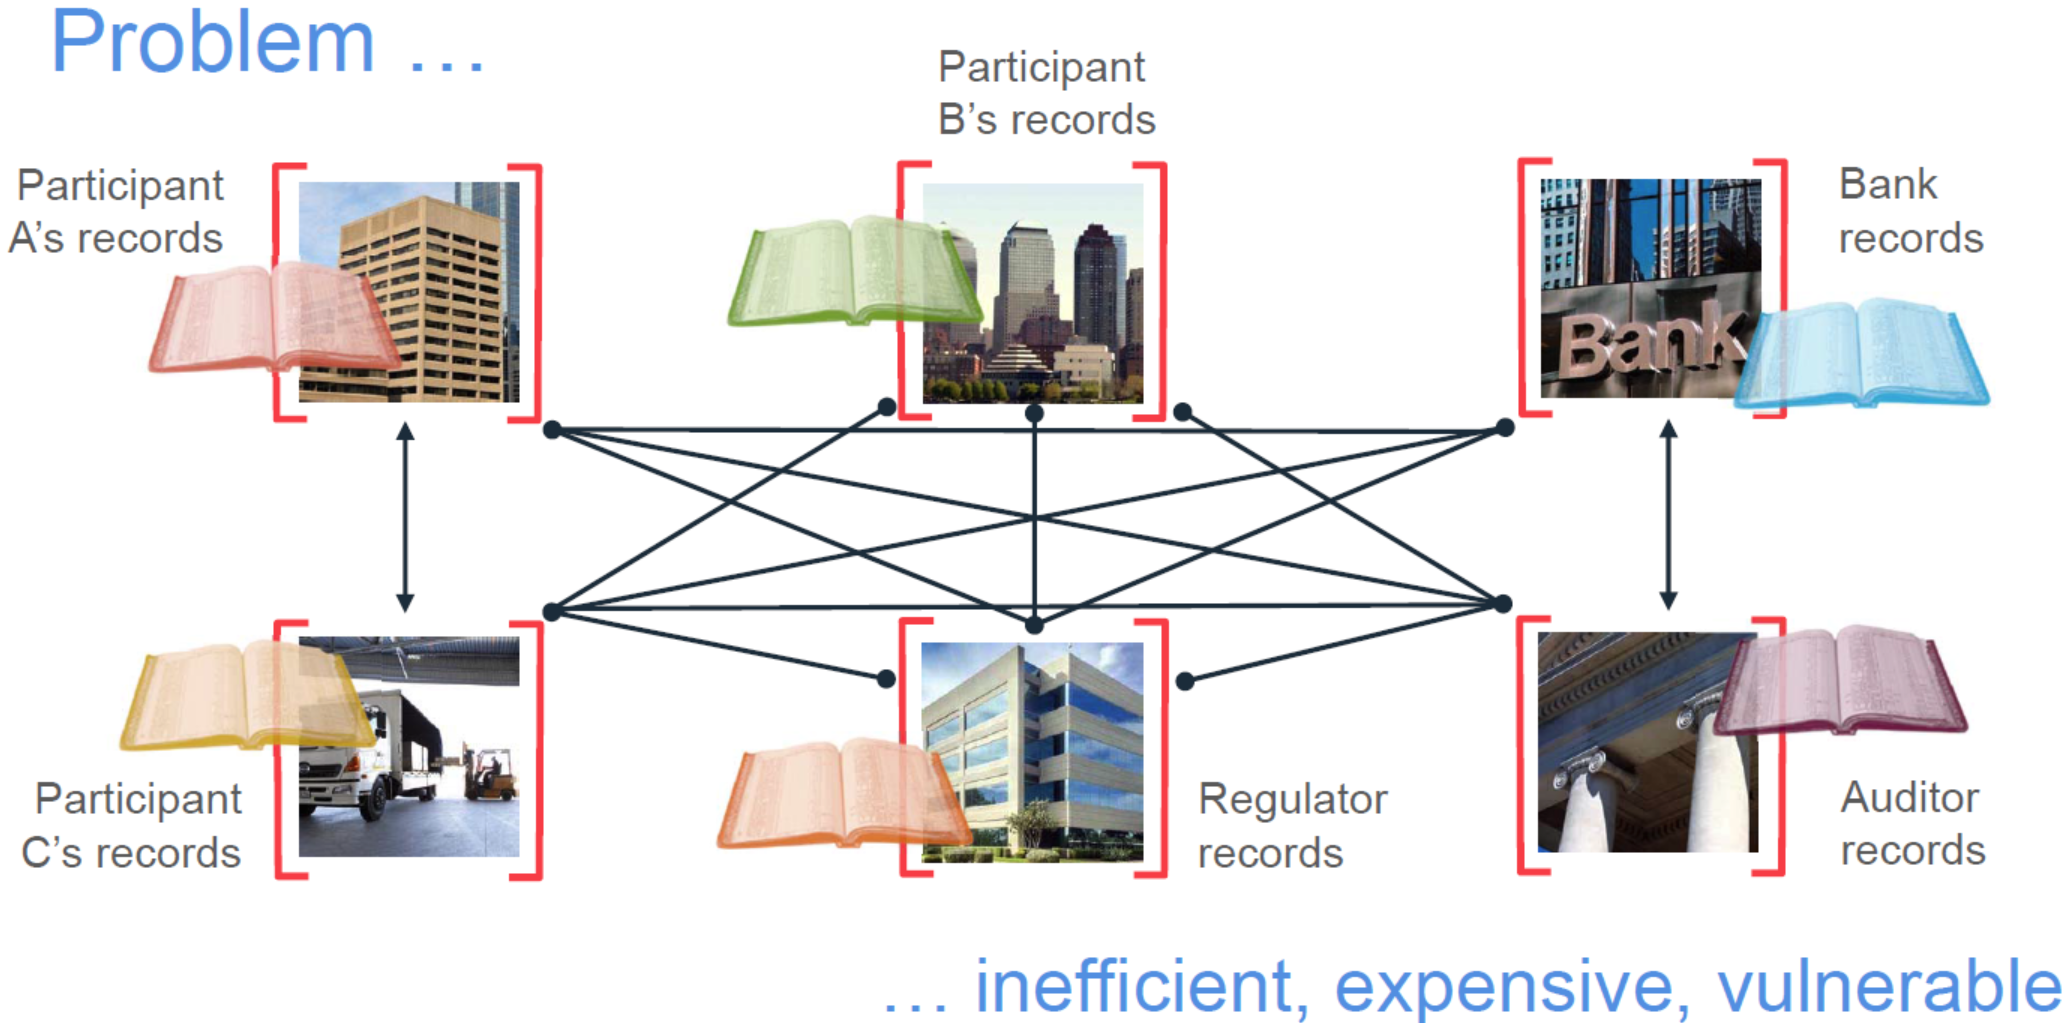 Problem …
Participant
B’s records
Participant
A’s records
Bank
records
Bank
Participant
C’s records
Regulator
records
Auditor
records
… inefficient, expensive, vulnerable